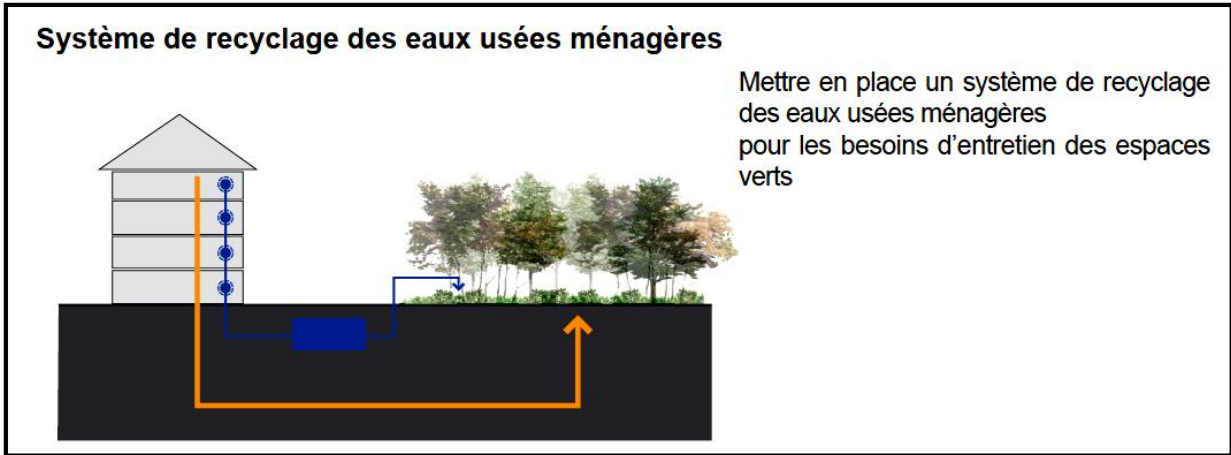 Système de recyclage des eaux usées ménagères
Mettre en place un système de recyclage
des eaux usées ménagères
pour les besoins d’entretien des espaces
verts